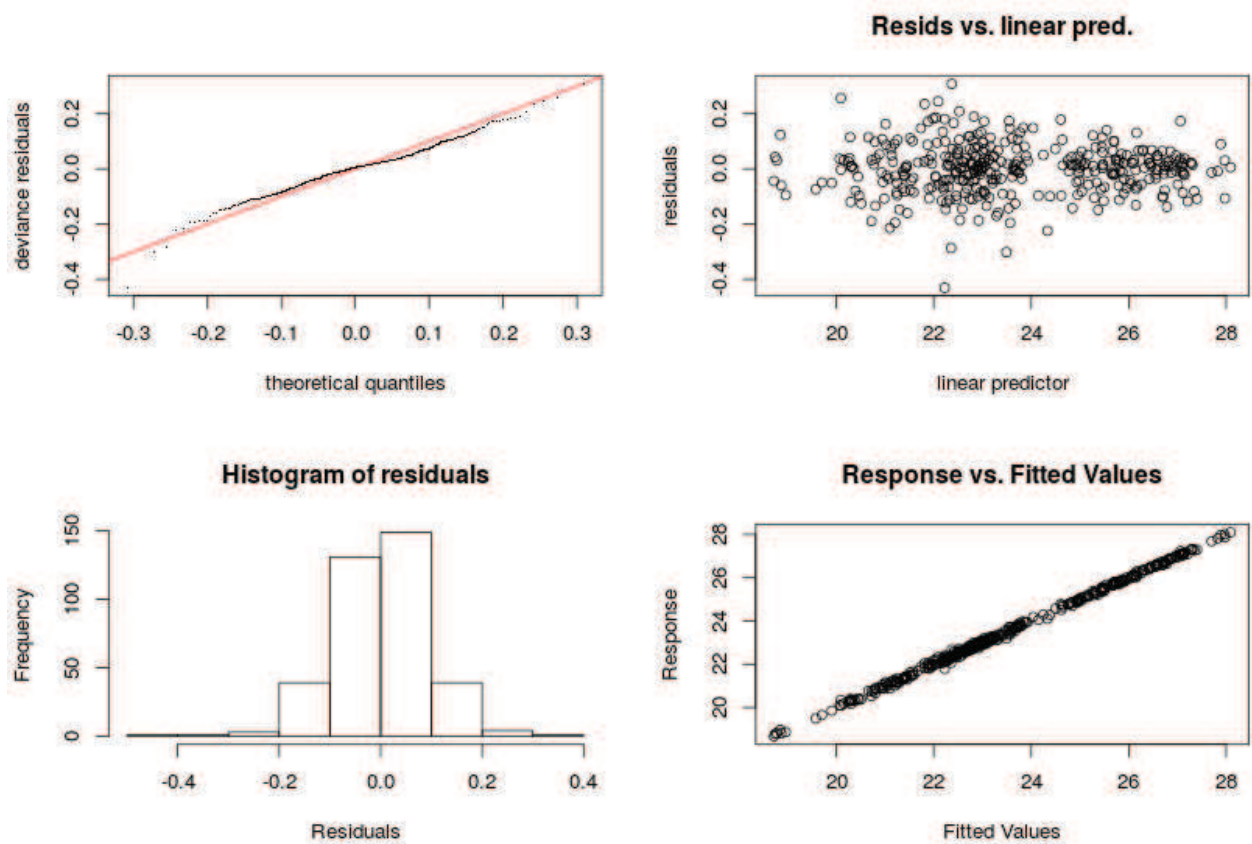 Resids vs. linear pred.
deviance residuals
-0.4 -0.2 0.0 0.2
-0.3 -0.2 -0.1 0.0 0.1 0.2 0.3
theoretical quantiles
residuals
-0.4 -0.2 0.0 0.2
20 22 24 26 28
linear predictor
Histogram of residuals
Frequency
0 50 100 150
-0.4 -0.2 0.0 0.2 0.4
Residuals
Response vs. Fitted Values
Response
20 22 24 26 28
20 22 24 26 28
Fitted Values